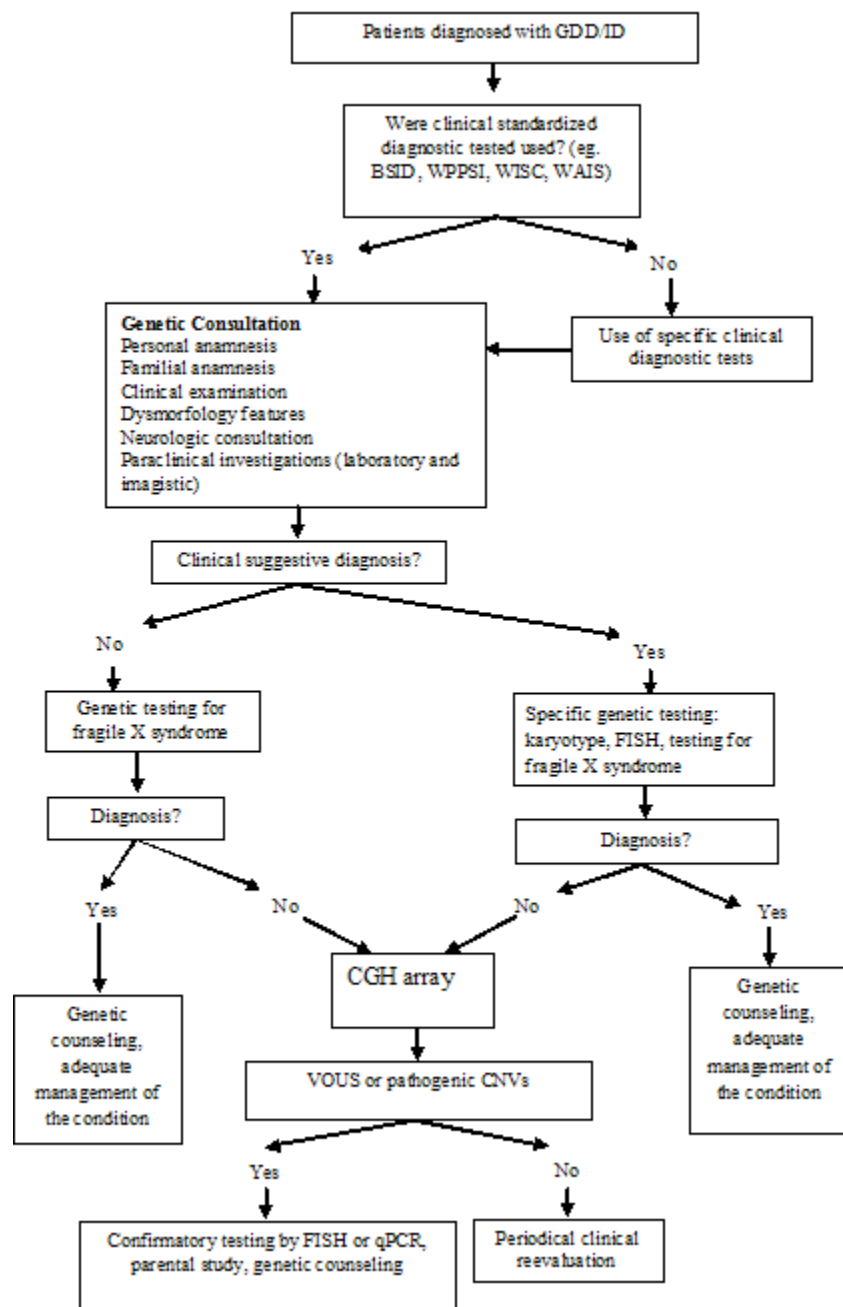 Patients diagnosed with GDD/ID
Were clinical standardized
diagnostic tested used? (eg.
BSID, WPPSI, WISC, WAIS)
Yes
No
Genetic Consultation
Personal anamnesis
Familial anamnesis
Clinical examination
Dysmorfology features
Neurologic consultation
Paraclinical investigations (laboratory and
imagistic)
Use of specific clinical
diagnostic tests
Clinical suggestive diagnosis?
No
Yes
Genetic testing for
fragile X syndrome
Specific genetic testing:
karyotype, FISH, testing for
fragile X syndrome
Diagnosis?
Diagnosis?
Yes
No
No
Yes
CGH array
Genetic
counseling,
adequate
management of
the condition
Genetic
counseling,
adequate
management of
the condition
VOUS or pathogenic CNVs
Yes
No
Confirmatory testing by FISH or qPCR,
parental study, genetic counseling
Periodical clinical
reevaluation